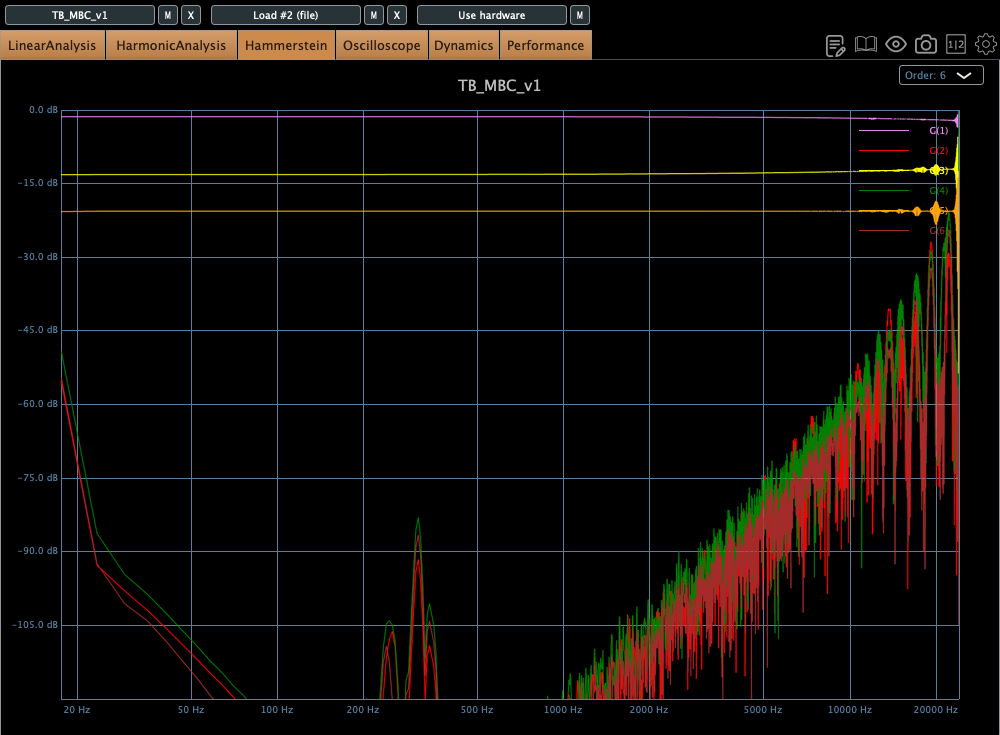 TB_MBC_v1 M X Load #2 (file) M X Use hardware M
LinearAnalysis HarmonicAnalysis Hammerstein Oscilloscope Dynamics Performance 1|2
Order: 6
TB_MBC_v1
0.0 dB
-15.0 dB
-30.0 dB
-45.0 dB
-60.0 dB
-75.0 dB
-90.0 dB
-105.0 dB
G(1)
G(2)
G(3)
G(4)
G(5)
G(6)
20 Hz 50 Hz 100 Hz 200 Hz 500 Hz 1000 Hz 2000 Hz 5000 Hz 10000 Hz 20000 Hz